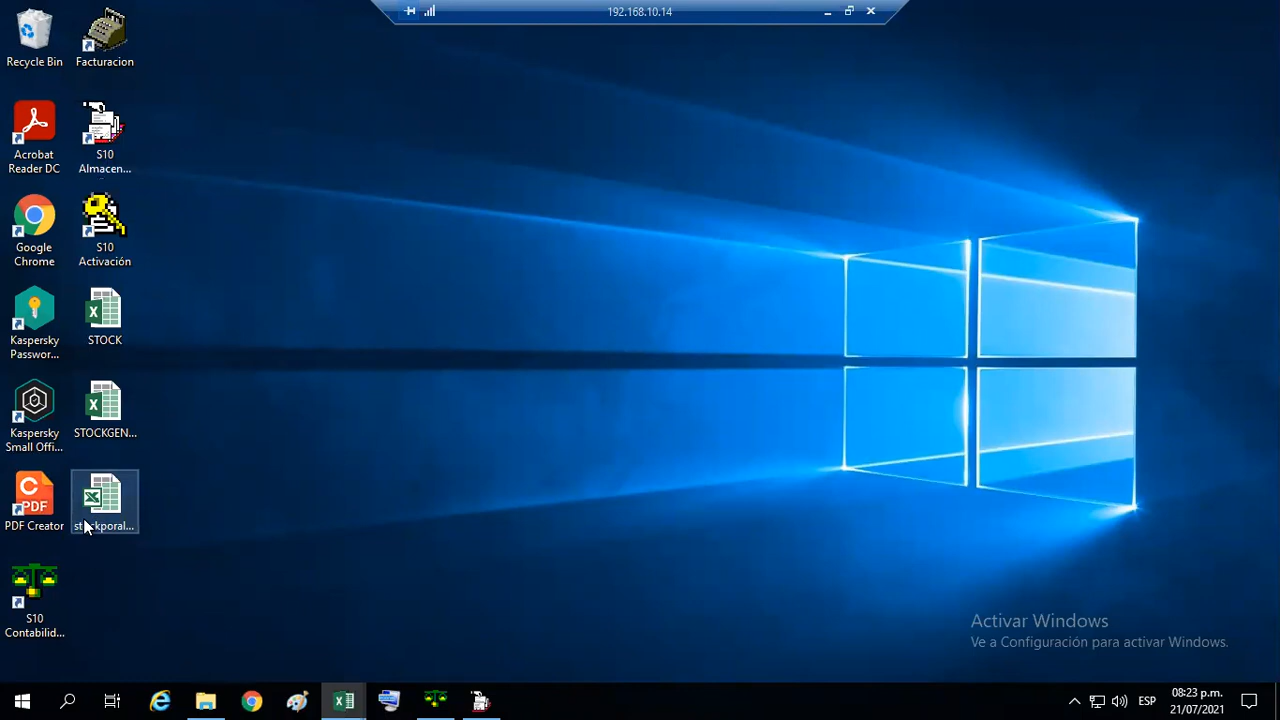 192.168.10.14
Recycle Bin
Facturacion
Acrobat
Reader DC
S10
Almacen...
Google
Chrome
S10
Activación
Kaspersky
Passwor...
STOCK
Kaspersky
Small Offi...
STOCKGEN...
PDF
PDF Creator
stockporal...
S10
Contabilid...
Activar Windows
Ve a Configuración para activar Windows.
ESP
08:23 p.m.
21/07/2021